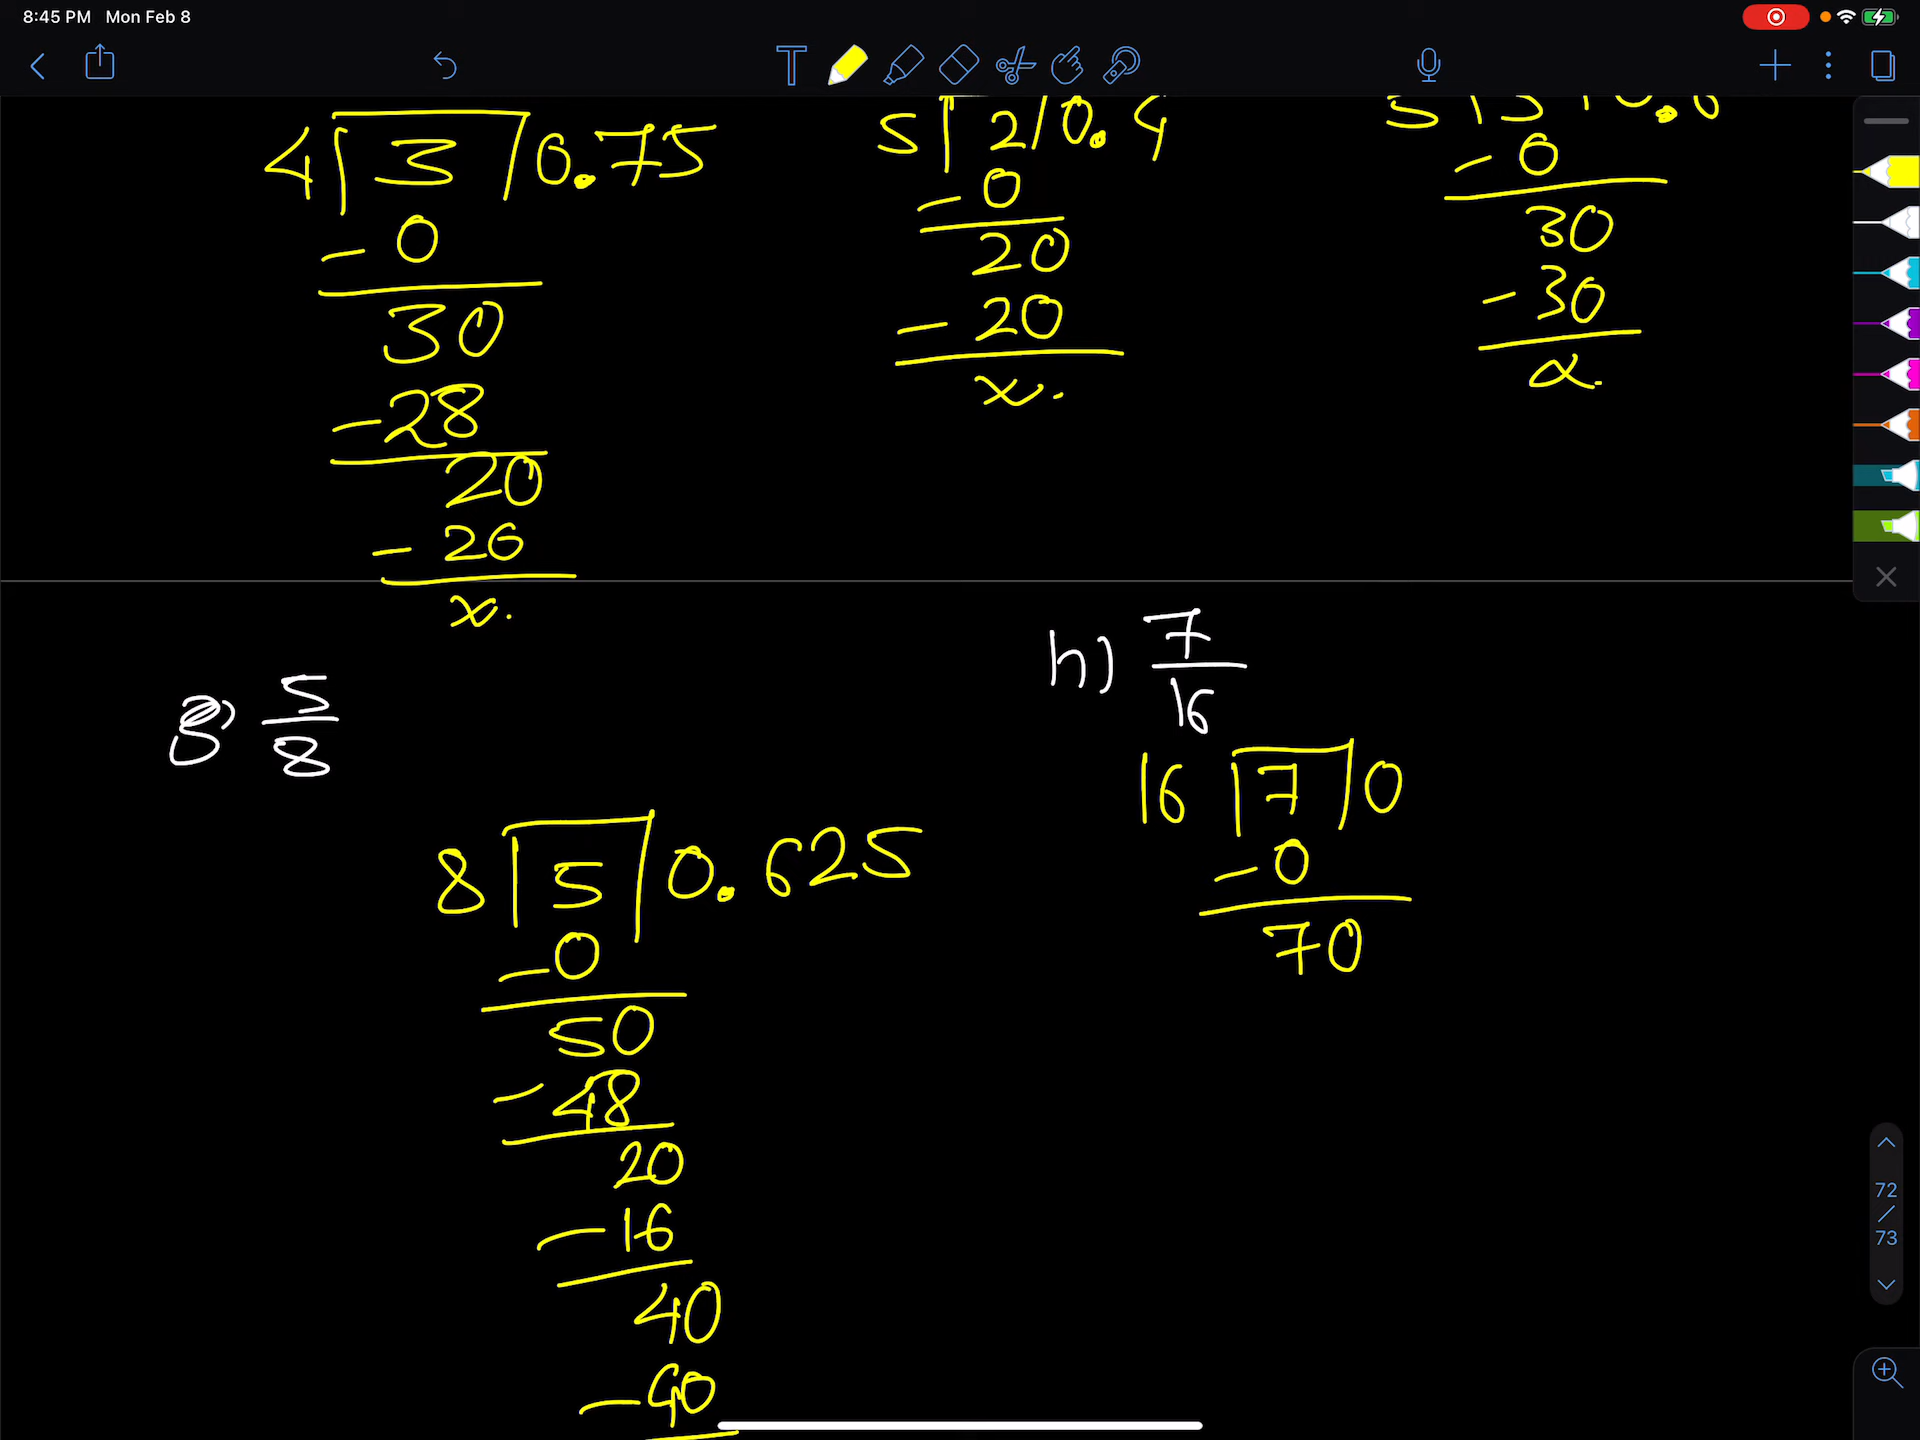 8:45 PM Mon Feb 8
4 3 0.75
- 0
30
- 28
20
- 20
x.
5 2 0.4
- 0
20
- 20
x.
- 0
30
- 30
x.
g) 5/8
8 5 0.625
- 0
50
- 48
20
- 16
40
- 40
h) 7/16
16 7 0
- 0
70
72
/
73